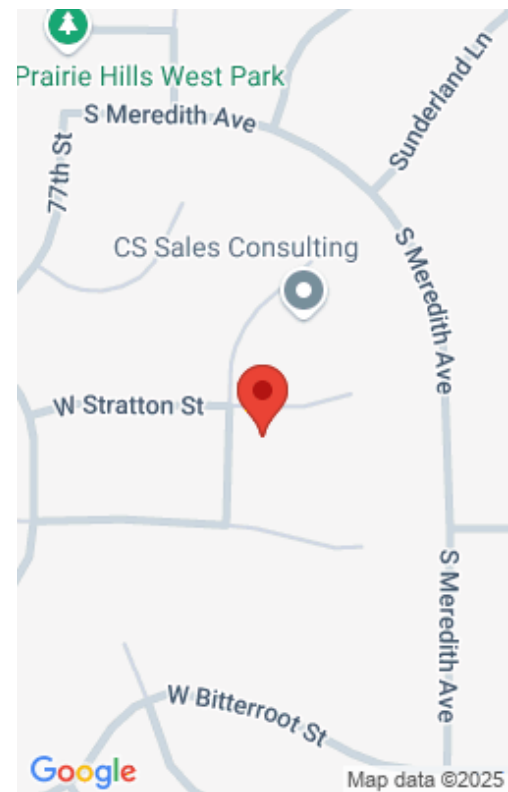 Prairie Hills West Park
S Meredith Ave
Sunderland Ln
77th St
CS Sales Consulting
S Meredith Ave
W Stratton St
S Meredith Ave
W Bitterroot St
Google
Map data ©2025